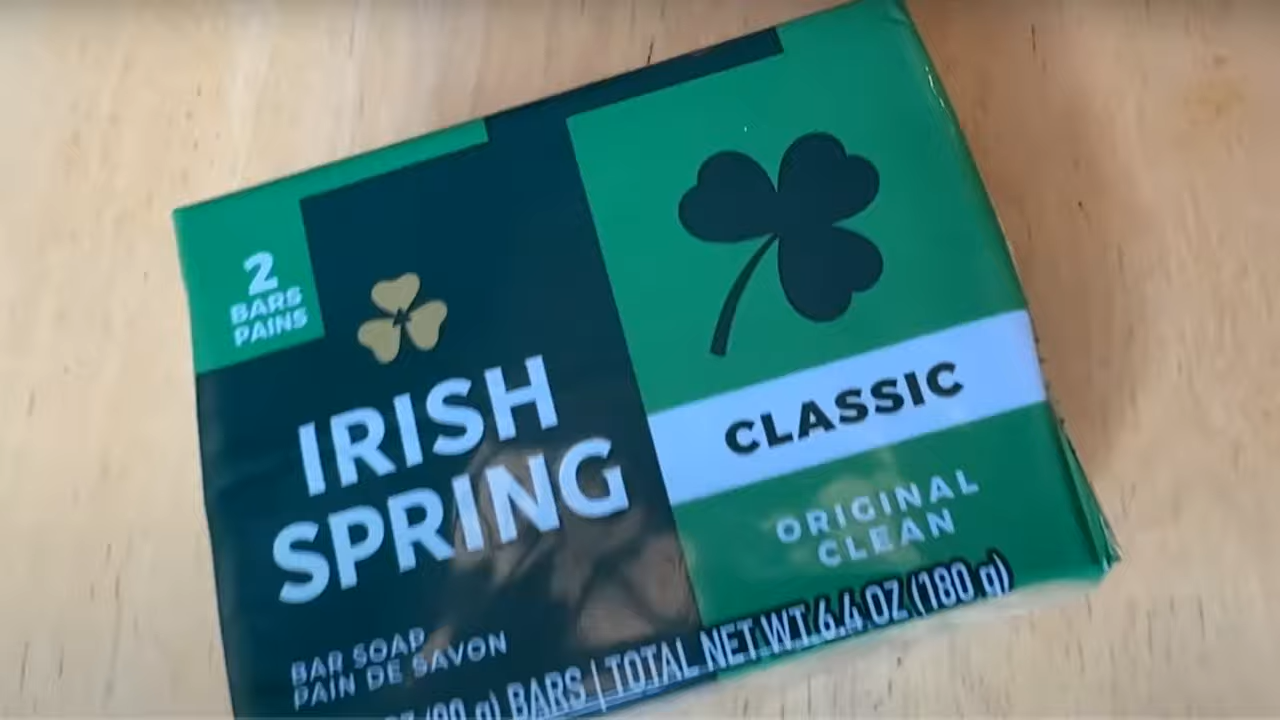 2
BARS
PAINS
IRISH
SPRING
CLASSIC
ORIGINAL
CLEAN
BAR SOAP
PAIN DE SAVON
(90 g) BARS | TOTAL NET WT 6.4 OZ (180 g)